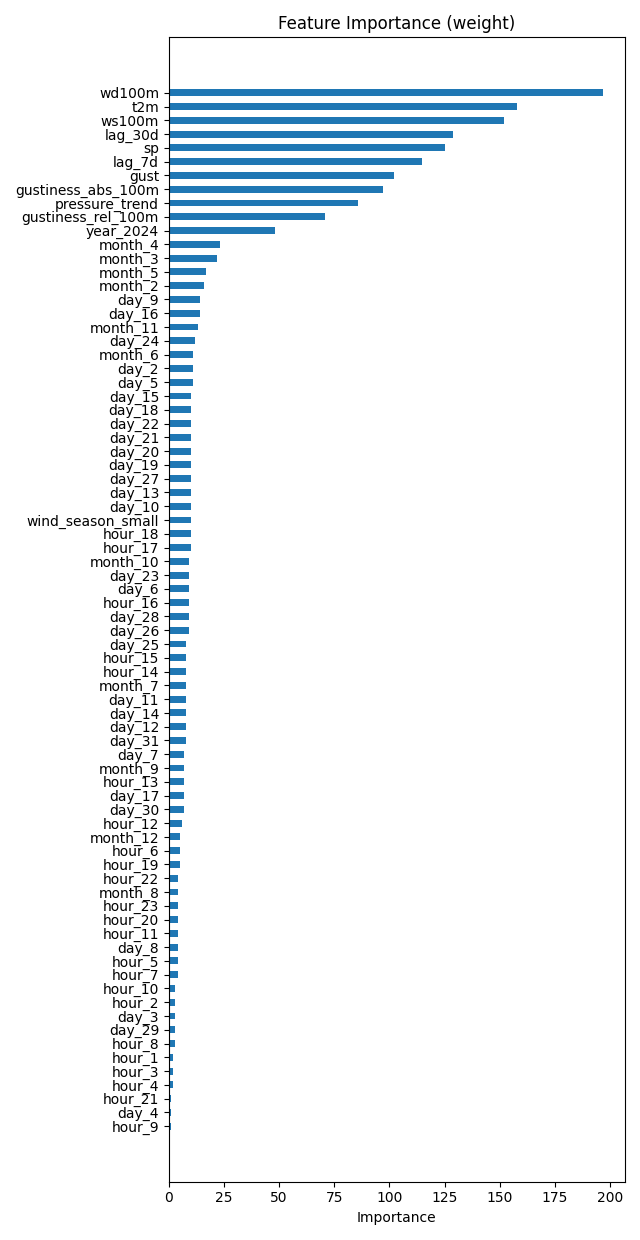 Feature Importance (weight)
wd100m
t2m
ws100m
lag_30d
sp
lag_7d
gust
gustiness_abs_100m
pressure_trend
gustiness_rel_100m
year_2024
month_4
month_3
month_5
month_2
day_9
day_16
month_11
day_24
month_6
day_2
day_5
day_15
day_18
day_22
day_21
day_20
day_19
day_27
day_13
day_10
wind_season_small
hour_18
hour_17
month_10
day_23
day_6
hour_16
day_28
day_26
day_25
hour_15
hour_14
month_7
day_11
day_14
day_12
day_31
day_7
month_9
hour_13
day_17
day_30
hour_12
month_12
hour_6
hour_19
hour_22
month_8
hour_23
hour_20
hour_11
day_8
hour_5
hour_7
hour_10
hour_2
day_3
day_29
hour_8
hour_1
hour_3
hour_4
hour_21
day_4
hour_9
0 25 50 75 100 125 150 175 200
Importance